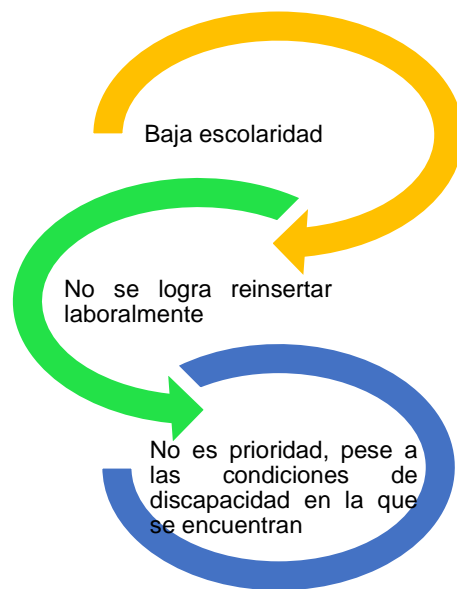 Baja escolaridad
No se logra reinsertar
laboralmente
No es prioridad, pese a
las condiciones de
discapacidad en la que
se encuentran